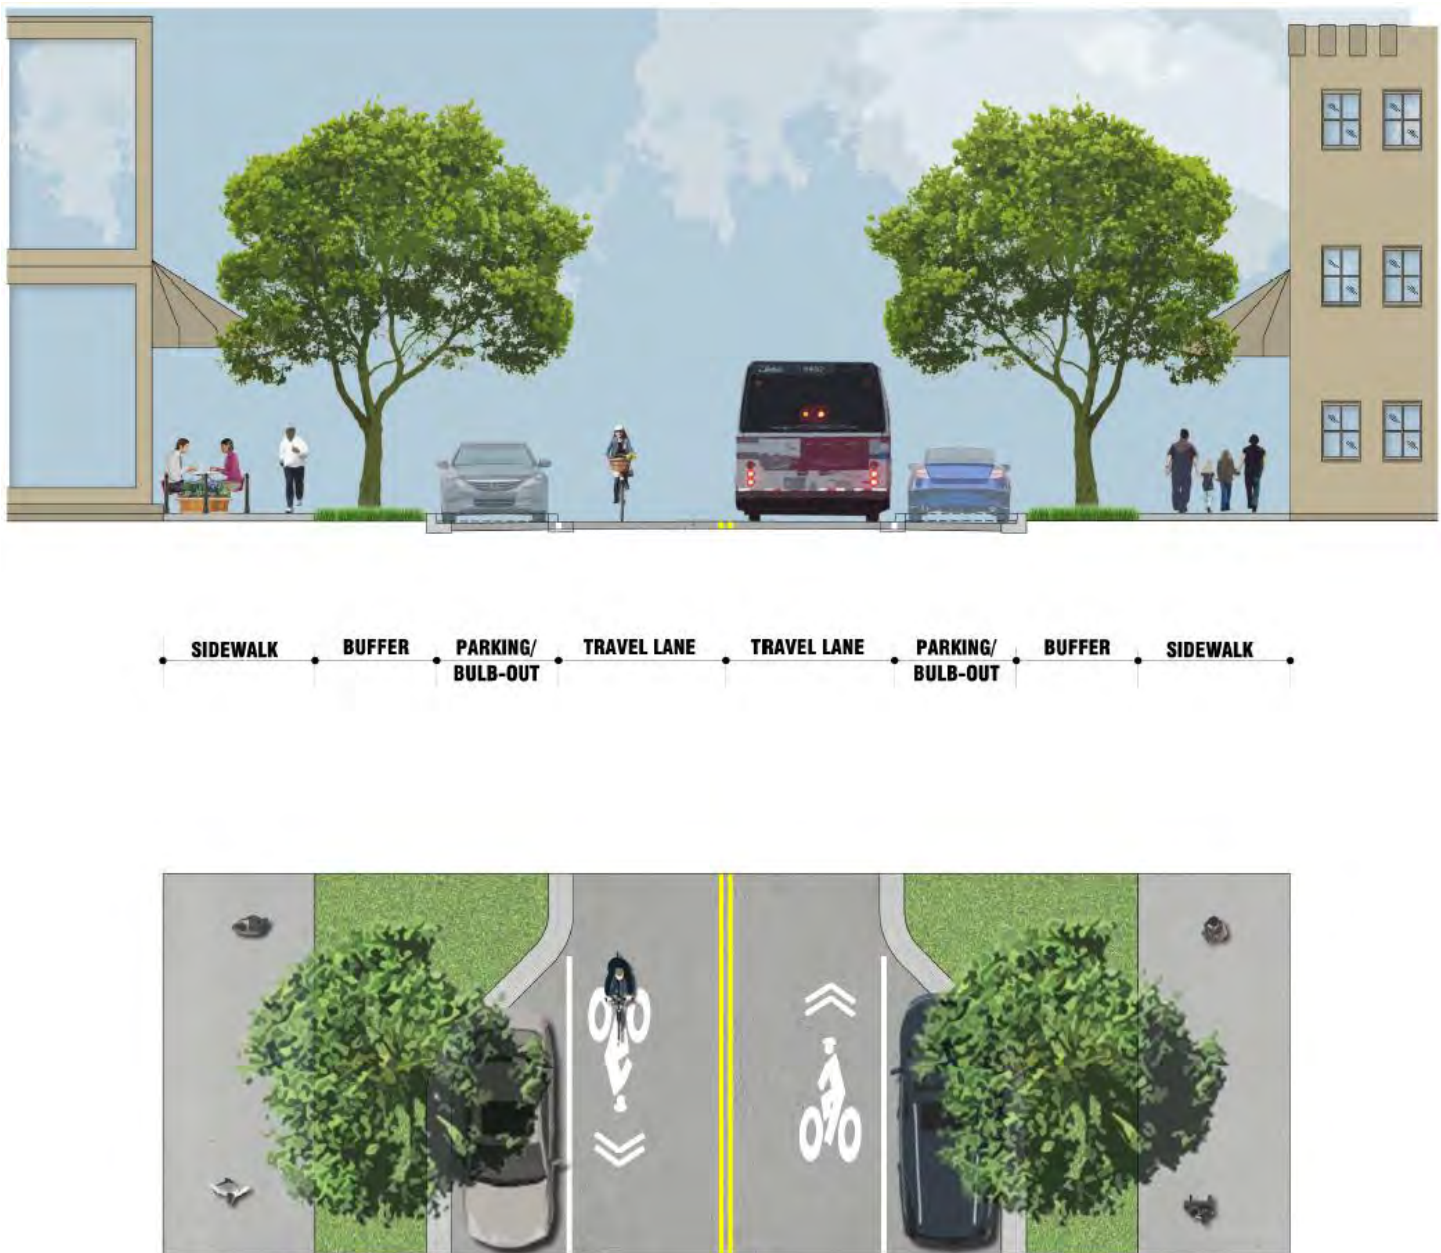 SIDEWALK
BUFFER
PARKING/
BULB-OUT
TRAVEL LANE
TRAVEL LANE
PARKING/
BULB-OUT
BUFFER
SIDEWALK